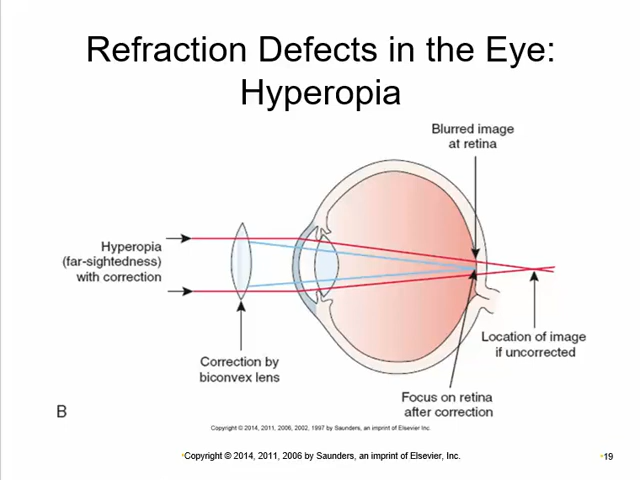 Refraction Defects in the Eye:
Hyperopia
Blurred image
at retina
Hyperopia
(far-sightedness)
with correction
Location of image
if uncorrected
Correction by
biconvex lens
Focus on retina
after correction
B
Copyright © 2014, 2011, 2006, 2002, 1997 by Saunders, an imprint of Elsevier Inc.
•Copyright © 2014, 2011, 2006 by Saunders, an imprint of Elsevier, Inc.
•19